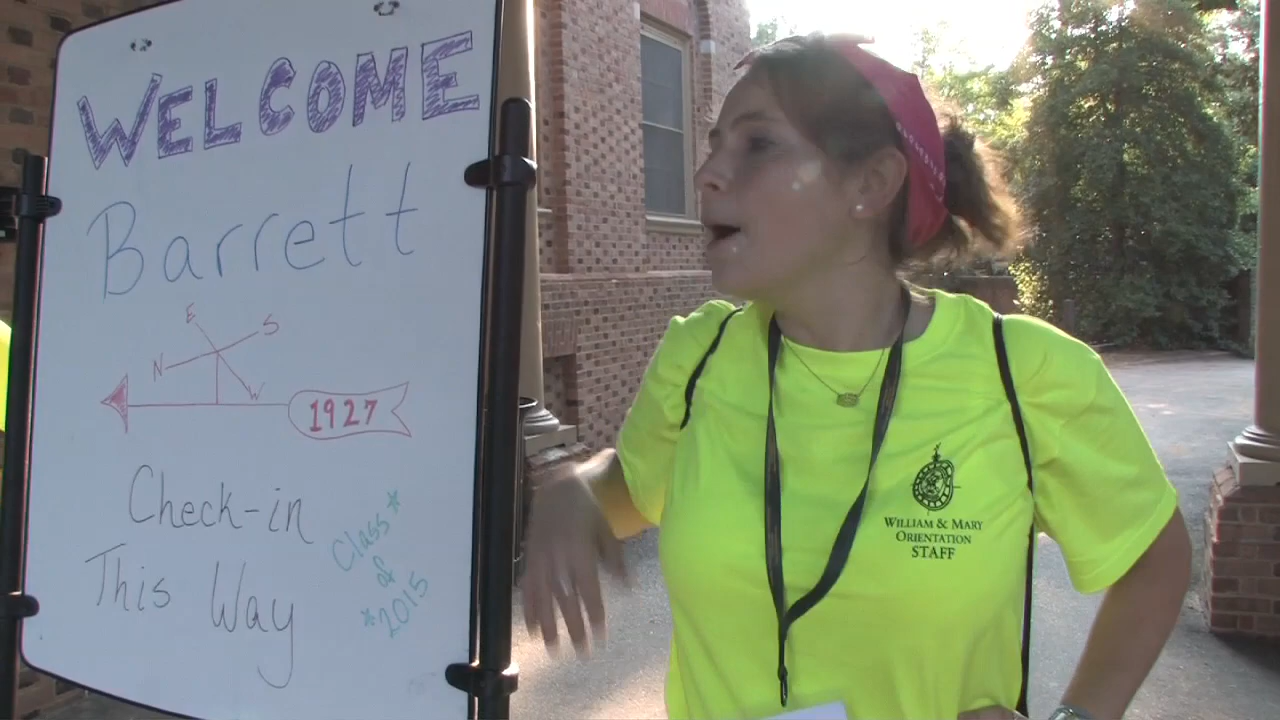 WELCOME
Barrett
E
S
N
W
1927
Check-in
This Way
Class*
of
*2015
WILLIAM & MARY
ORIENTATION
STAFF